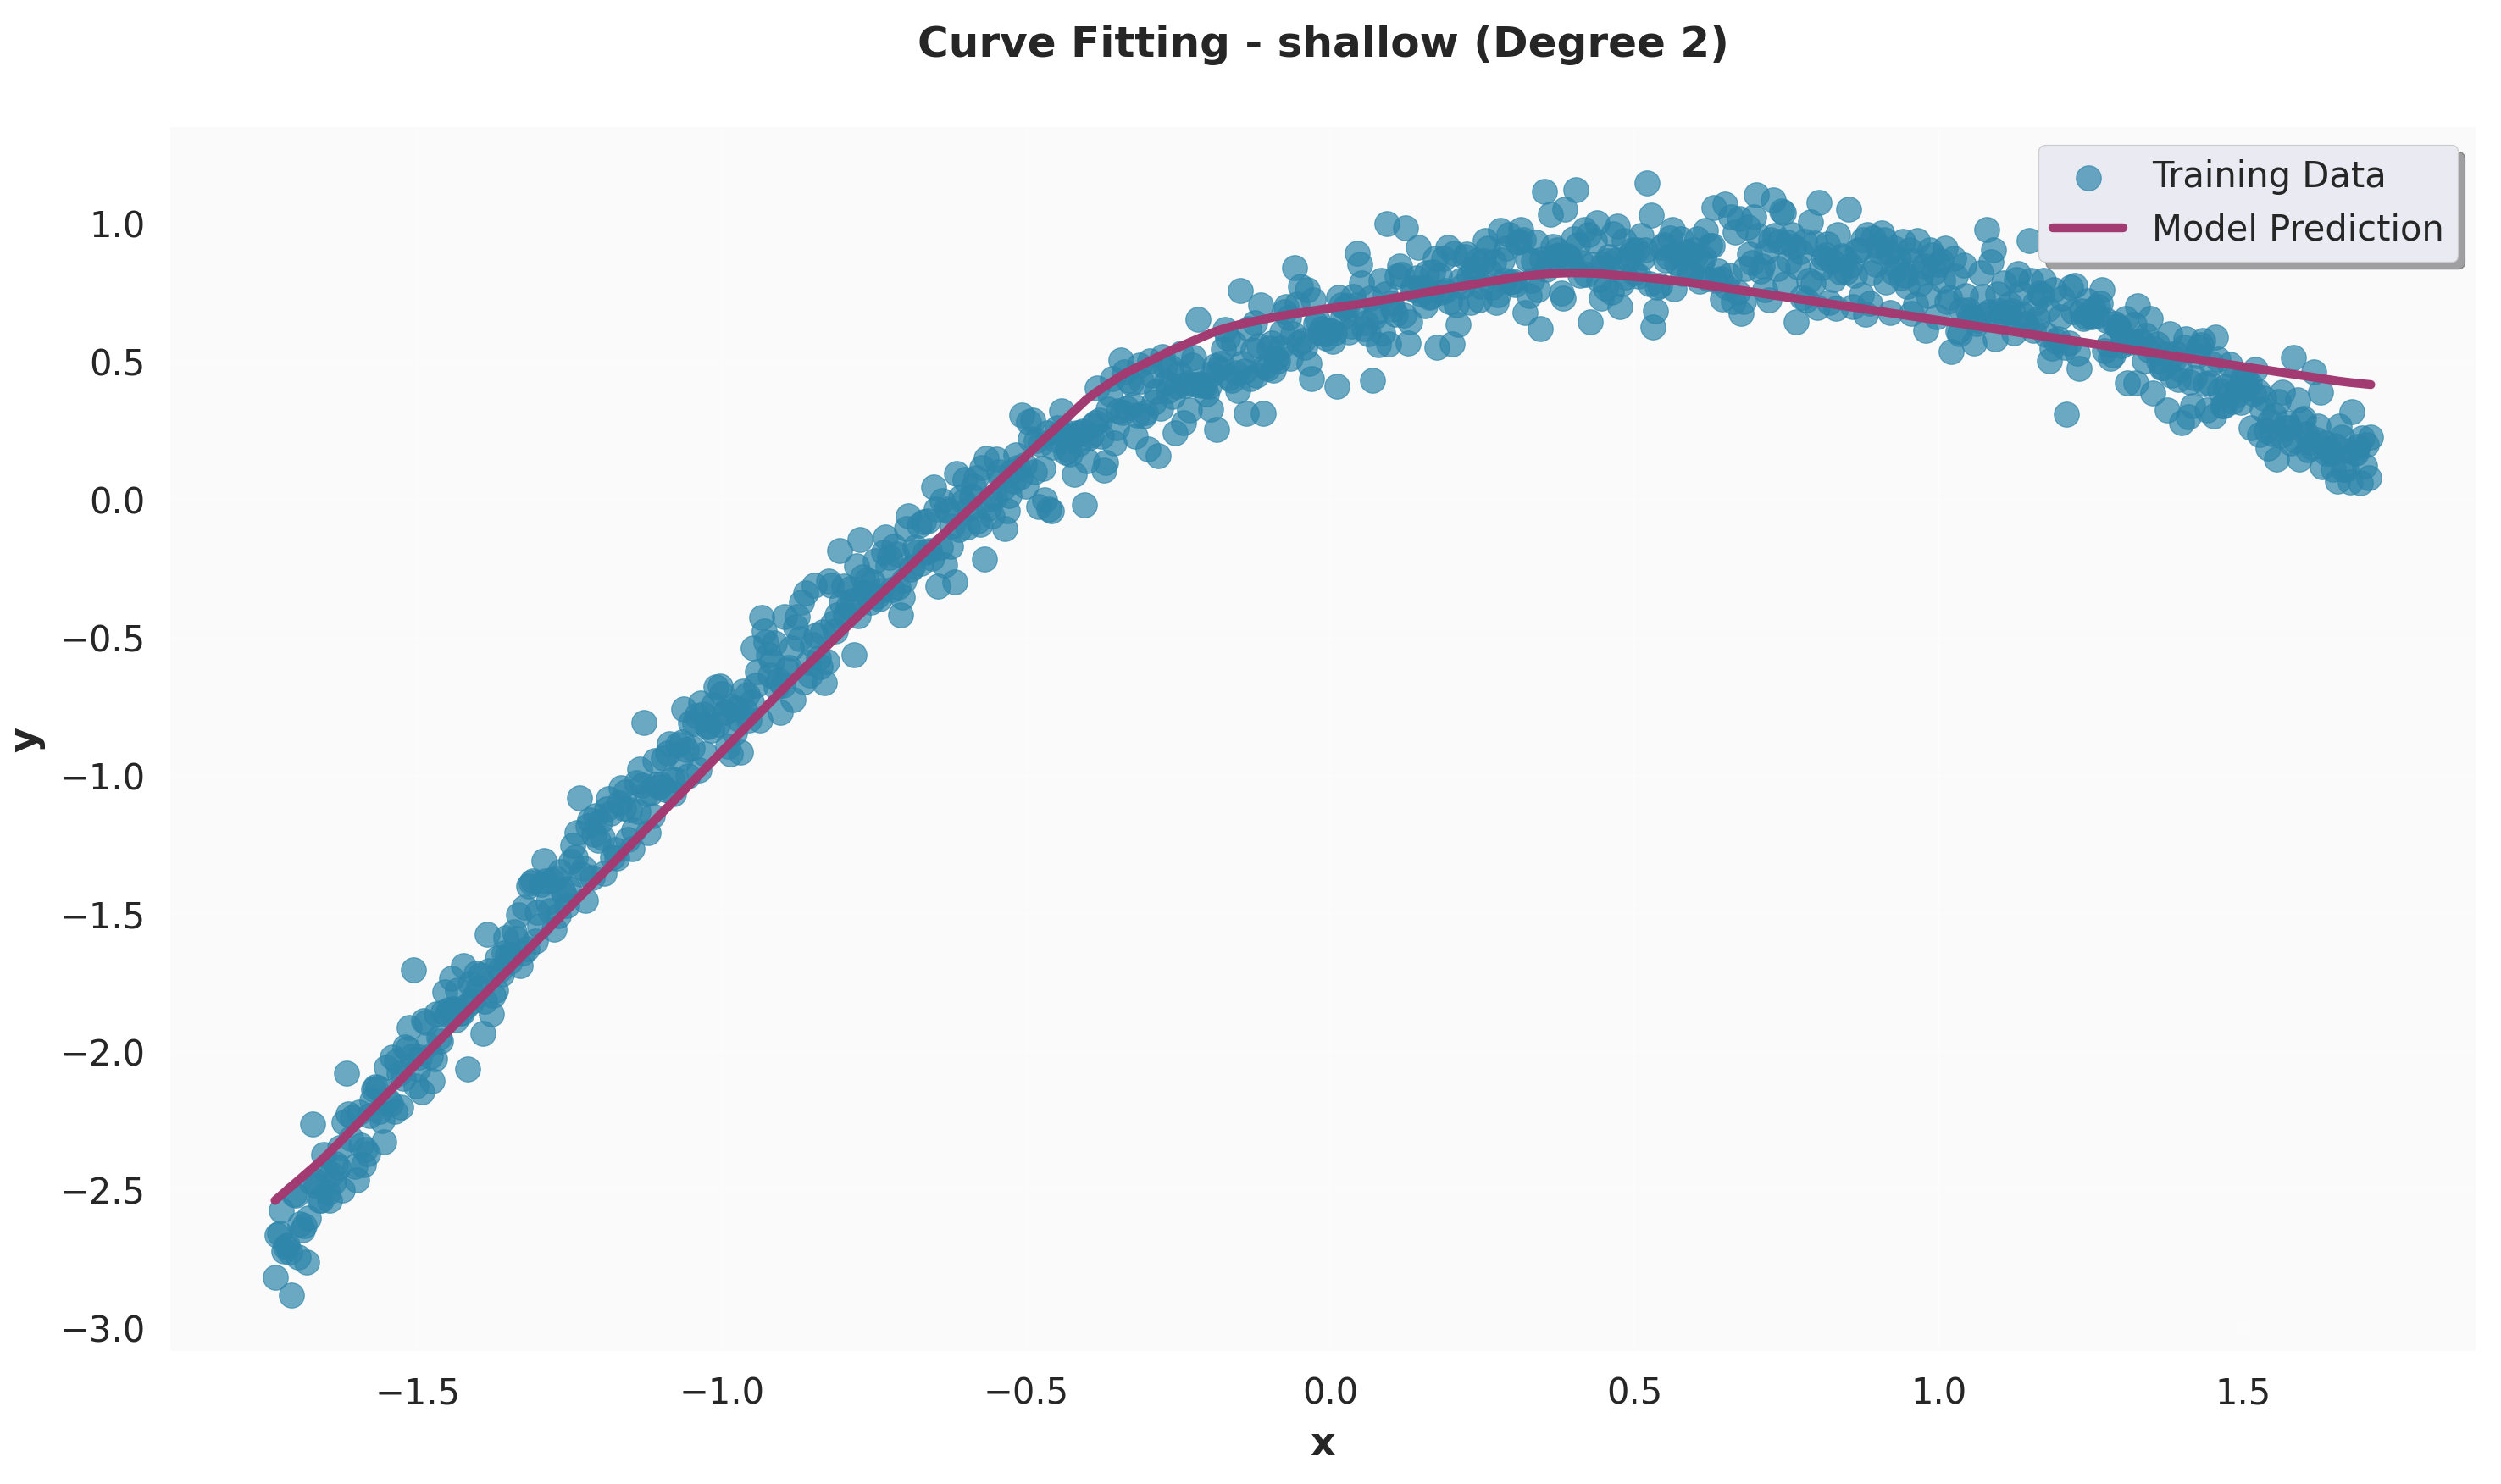 Curve Fitting - shallow (Degree 2)
Training Data
Model Prediction
1.0
0.5
0.0
−0.5
−1.0
−1.5
−2.0
−2.5
−3.0
y
−1.5 −1.0 −0.5 0.0 0.5 1.0 1.5
x